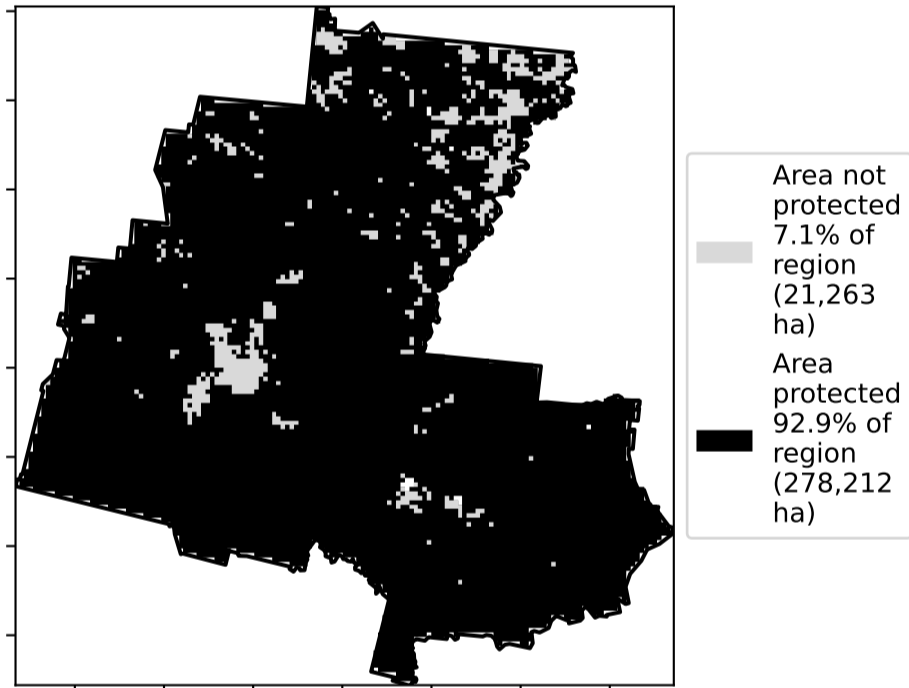 Area not
protected
7.1% of
region
(21,263
ha)
Area
protected
92.9% of
region
(278,212
ha)